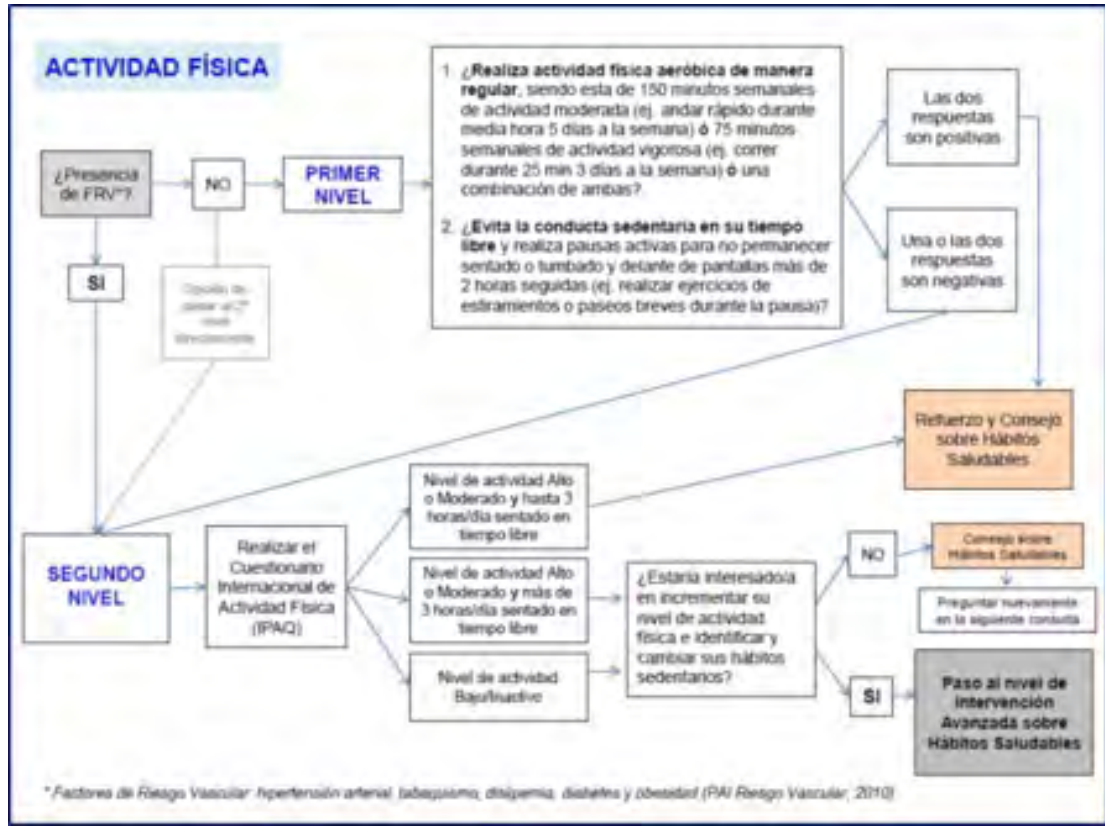 ACTIVIDAD FÍSICA
¿Presencia
de FRV*?
NO
SI
PRIMER
NIVEL
1. ¿Realiza actividad física aeróbica de manera
regular, siendo esta de 150 minutos semanales
de actividad moderada (ej. andar rápido durante
media hora 5 días a la semana) ó 75 minutos
semanales de actividad vigorosa (ej. correr
durante 25 min 3 días a la semana) ó una
combinación de ambas?
2. ¿Evita la conducta sedentaria en su tiempo
libre y realiza pausas activas para no permanecer
sentado o tumbado y delante de pantallas más de
2 horas seguidas (ej. realizar ejercicios de
estiramientos o paseos breves durante la pausa)?
Las dos
respuestas
son positivas
Una o las dos
respuestas
son negativas
directamente
Refuerzo y Consejo
sobre Hábitos
Saludables
SEGUNDO
NIVEL
Realizar el
Cuestionario
Internacional de
Actividad Física
(IPAQ)
Nivel de actividad Alto
o Moderado y hasta 3
horas/día sentado en
tiempo libre
Nivel de actividad Alto
o Moderado y más de
3 horas/día sentado en
tiempo libre
Nivel de actividad
Bajo/Inactivo
¿Estaría interesado/a
en incrementar su
nivel de actividad
física e identificar y
cambiar sus hábitos
sedentarios?
NO
Consejo sobre
Hábitos Saludables
Preguntar nuevamente
en la siguiente consulta
SI
Paso al nivel de
Intervención
Avanzada sobre
Hábitos Saludables
* Factores de Riesgo Vascular: hipertensión arterial, tabaquismo, dislipemia, diabetes y obesidad (PAI Riesgo Vascular, 2010)